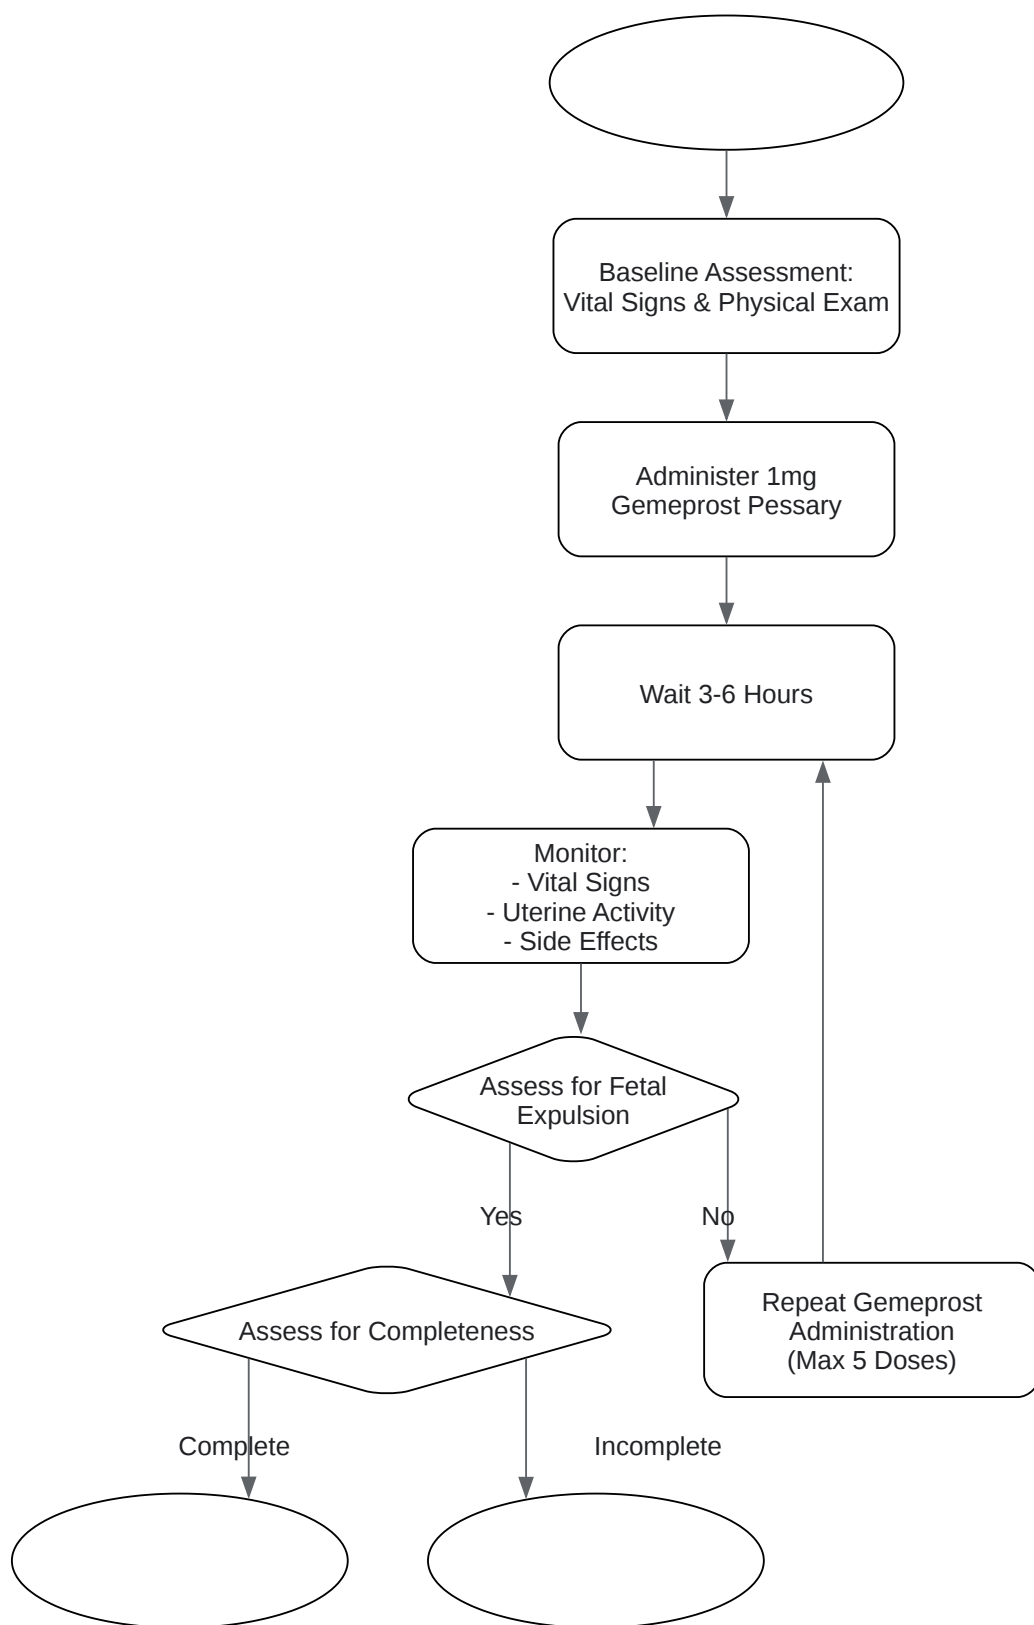 Baseline Assessment:
Vital Signs & Physical Exam
Administer 1mg
Gemeprost Pessary
Wait 3-6 Hours
Monitor:
- Vital Signs
- Uterine Activity
- Side Effects
Assess for Fetal
Expulsion
Yes
No
Repeat Gemeprost
Administration
(Max 5 Doses)
Assess for Completeness
Complete
Incomplete